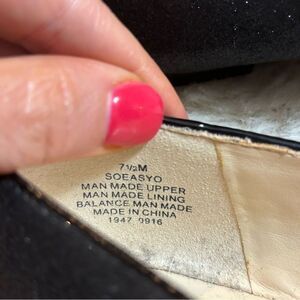 7½M
SOEASYO
MAN MADE UPPER
MAN MADE LINING
BALANCE MAN MADE
MADE IN CHINA
1947 0916